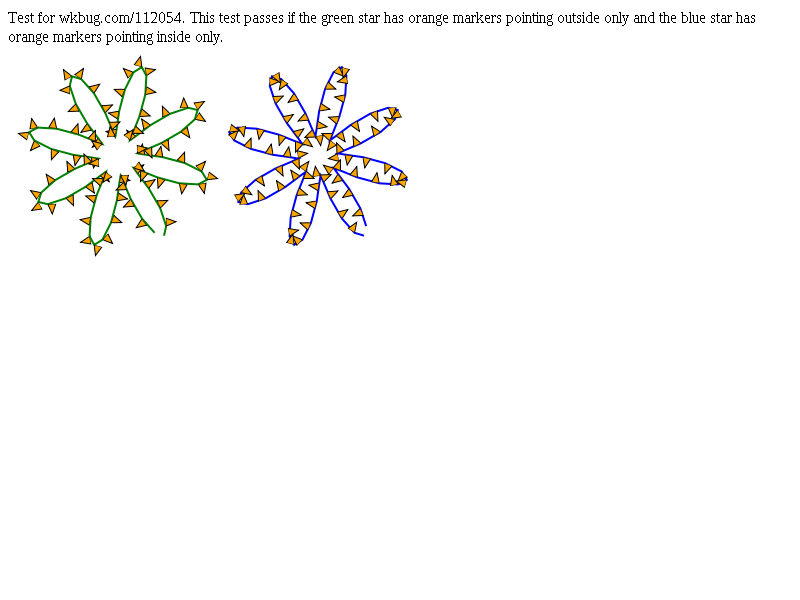 Test for wkbug.com/112054. This test passes if the green star has orange markers pointing outside only and the blue star has
orange markers pointing inside only.